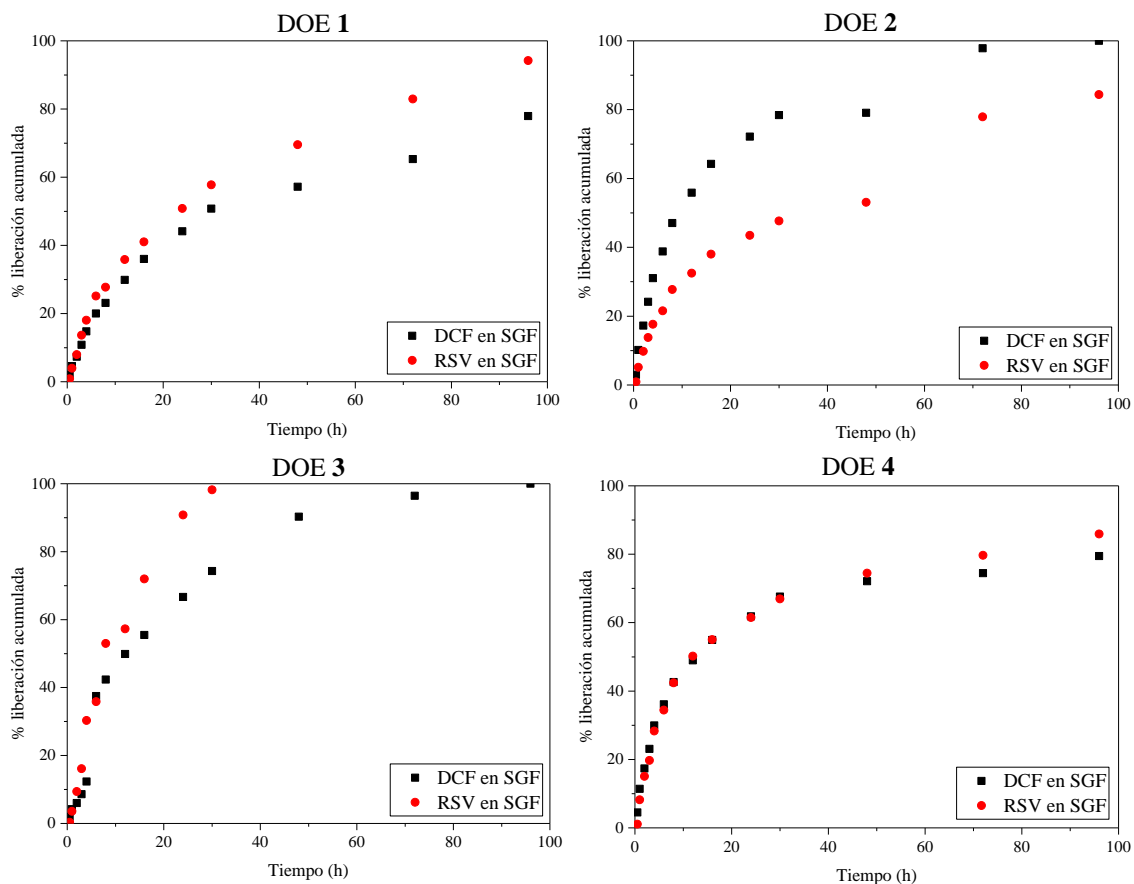 DOE 1
% liberación acumulada
100
80
60
40
20
0
DCF en SGF
RSV en SGF
0 20 40 60 80 100
Tiempo (h)
DOE 2
% liberación acumulada
100
80
60
40
20
0
DCF en SGF
RSV en SGF
0 20 40 60 80 100
Tiempo (h)
DOE 3
% liberación acumulada
100
80
60
40
20
0
DCF en SGF
RSV en SGF
0 20 40 60 80 100
Tiempo (h)
DOE 4
% liberación acumulada
100
80
60
40
20
0
DCF en SGF
RSV en SGF
0 20 40 60 80 100
Tiempo (h)